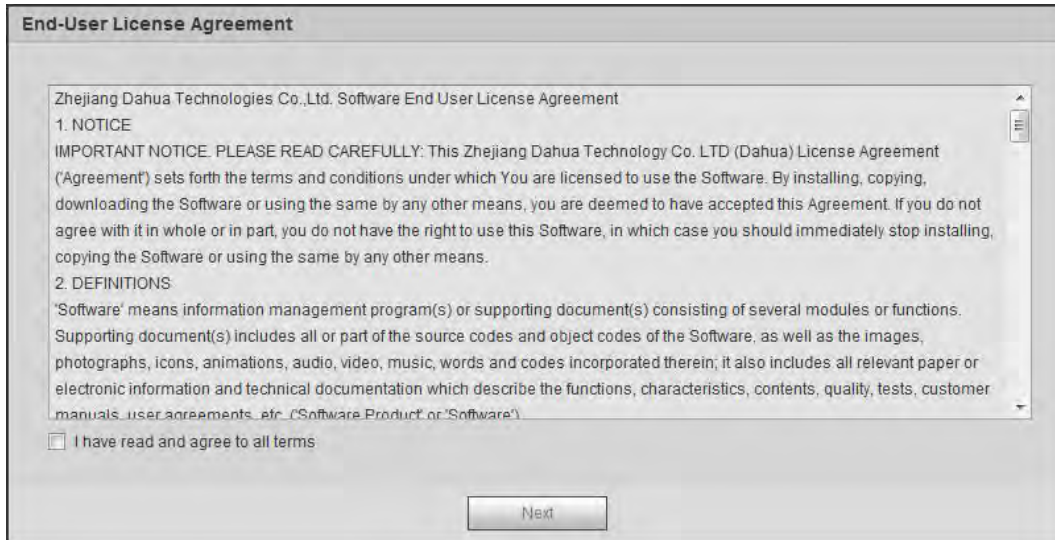 End-User License Agreement
Zhejiang Dahua Technologies Co.,Ltd. Software End User License Agreement
1. NOTICE
IMPORTANT NOTICE. PLEASE READ CAREFULLY: This Zhejiang Dahua Technology Co. LTD (Dahua) License Agreement
('Agreement') sets forth the terms and conditions under which You are licensed to use the Software. By installing, copying,
downloading the Software or using the same by any other means, you are deemed to have accepted this Agreement. If you do not
agree with it in whole or in part, you do not have the right to use this Software, in which case you should immediately stop installing,
copying the Software or using the same by any other means.
2. DEFINITIONS
'Software' means information management program(s) or supporting document(s) consisting of several modules or functions.
Supporting document(s) includes all or part of the source codes and object codes of the Software, as well as the images,
photographs, icons, animations, audio, video, music, words and codes incorporated therein; it also includes all relevant paper or
electronic information and technical documentation which describe the functions, characteristics, contents, quality, tests, customer
manuals, user agreements, etc. ('Software Product' or 'Software')
I have read and agree to all terms
Next